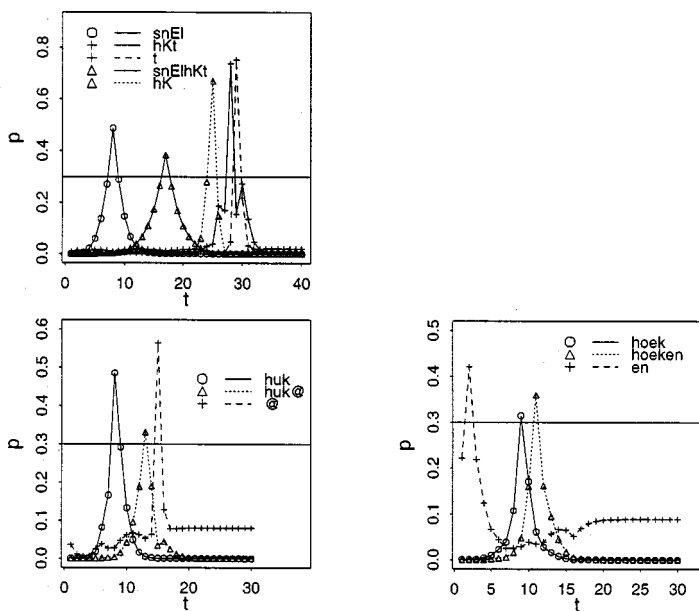 snEl
hKt
t
snElhKt
hK
p
0.0 0.2 0.4 0.6 0.8
0 10 20 30 40
t
huk
huk@
@
p
0.0 0.1 0.2 0.3 0.4 0.5 0.6
0 10 20 30
t
hoek
hoeken
en
p
0.0 0.1 0.2 0.3 0.4 0.5
0 5 10 15 20 25 30
t